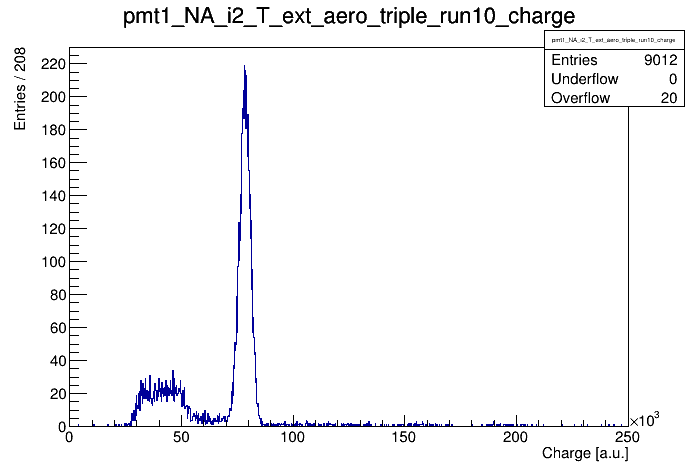 pmt1_NA_i2_T_ext_aero_triple_run10_charge
pmt1_NA_i2_T_ext_aero_triple_run10_charge
Entries 9012
Underflow 0
Overflow 20
Entries / 208
220
200
180
160
140
120
100
80
60
40
20
0
0 50 100 150 200 250
×10³
Charge [a.u.]